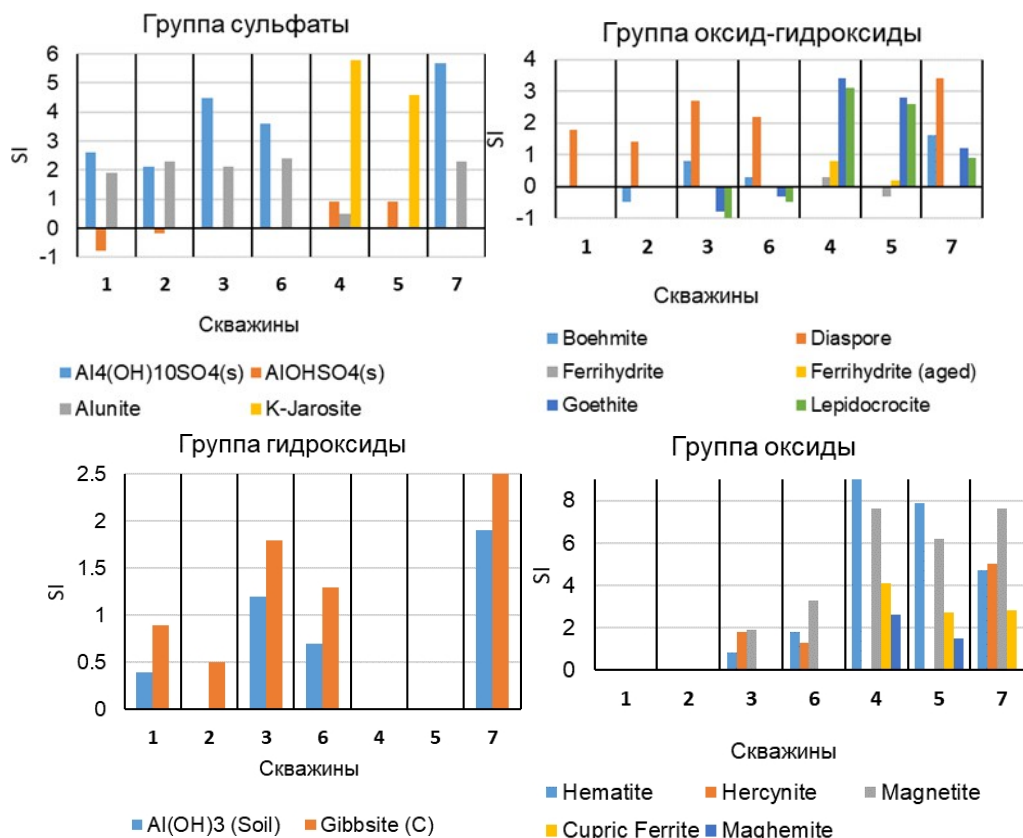 Группа сульфаты
6
5
4
3
2
1
0
-1
SI
1 2 3 6 4 5 7
Скважины
Al4(OH)10SO4(s) AlOHSO4(s)
Alunite K-Jarosite
Группа оксид-гидроксиды
4
3
2
1
0
-1
SI
1 2 3 6 4 5 7
Скважины
Boehmite Diaspore
Ferrihydrite Ferrihydrite (aged)
Goethite Lepidocrocite
Группа гидроксиды
2.5
2
1.5
1
0.5
0
SI
1 2 3 6 4 5 7
Скважины
Al(OH)3 (Soil) Gibbsite (C)
Группа оксиды
8
6
4
2
0
SI
1 2 3 6 4 5 7
Скважины
Hematite Hercynite Magnetite
Cupric Ferrite Maghemite